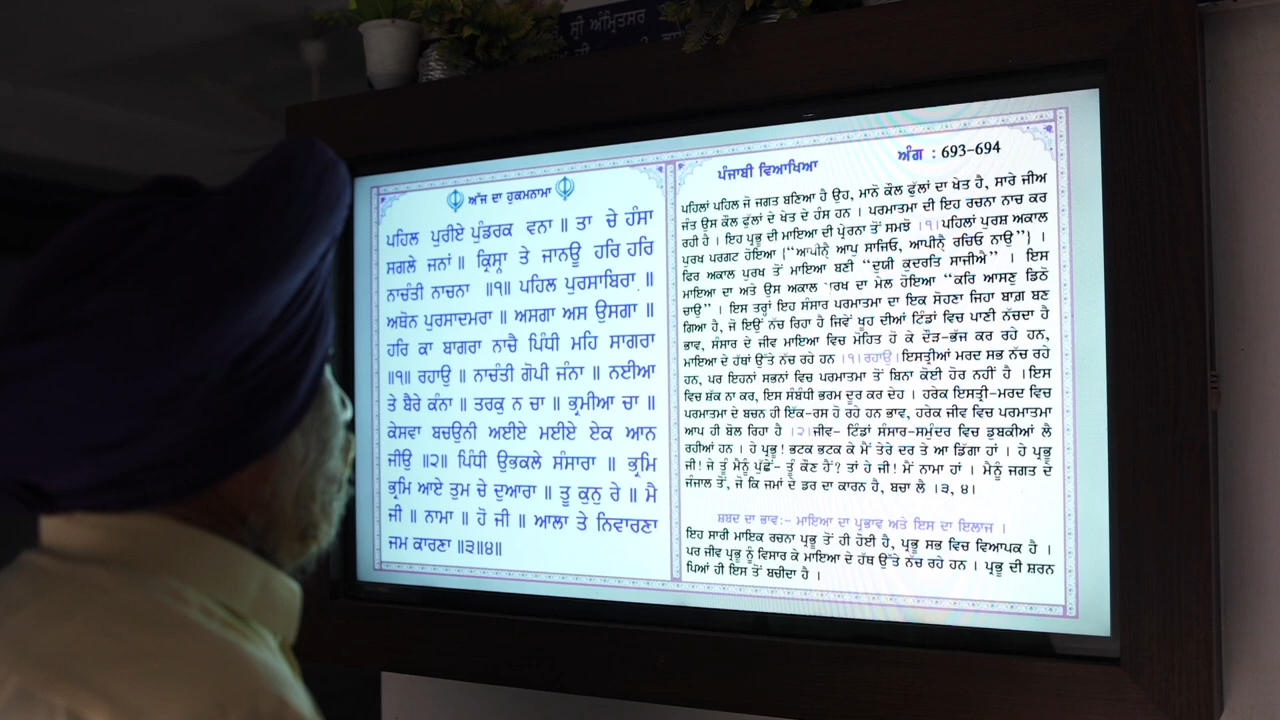 ਸ੍ਰੀ ਅੰਮ੍ਰਿਤਸਰ
ਅੱਜ ਦਾ ਹੁਕਮਨਾਮਾ
ਪਹਿਲ ਪੁਰੀਏ ਪੁੰਡਰਕ ਵਨਾ ॥ ਤਾ ਚੇ ਹੰਸਾ
ਸਗਲੇ ਜਨਾਂ ॥ ਕ੍ਰਿਸ੍ਨਾ ਤੇ ਜਾਨਊ ਹਰਿ ਹਰਿ
ਨਾਚੰਤੀ ਨਾਚਨਾ ॥੧॥ ਪਹਿਲ ਪੁਰਸਾਬਿਰਾ ॥
ਅਥੋਨ ਪੁਰਸਾਦਮਰਾ ॥ ਅਸਗਾ ਅਸ ਉਸਗਾ ॥
ਹਰਿ ਕਾ ਬਾਗਰਾ ਨਾਚੈ ਪਿੰਧੀ ਮਹਿ ਸਾਗਰਾ
॥੧॥ ਰਹਾਉ ॥ ਨਾਚੰਤੀ ਗੋਪੀ ਜੰਨਾ ॥ ਨਈਆ
ਤੇ ਬੈਰੇ ਕੰਨਾ ॥ ਤਰਕੁ ਨ ਚਾ ॥ ਭ੍ਰਮੀਆ ਚਾ ॥
ਕੇਸਵਾ ਬਚਉਨੀ ਅਈਏ ਮਈਏ ਏਕ ਆਨ
ਜੀਉ ॥੨॥ ਪਿੰਧੀ ਉਭਕਲੇ ਸੰਸਾਰਾ ॥ ਭ੍ਰਮਿ
ਭ੍ਰਮਿ ਆਏ ਤੁਮ ਚੇ ਦੁਆਰਾ ॥ ਤੂ ਕੁਨੁ ਰੇ ॥ ਮੈ
ਜੀ ॥ ਨਾਮਾ ॥ ਹੋ ਜੀ ॥ ਆਲਾ ਤੇ ਨਿਵਾਰਣਾ
ਜਮ ਕਾਰਣਾ ॥੩॥੪॥
ਪੰਜਾਬੀ ਵਿਆਖਿਆ ਅੰਗ : 693-694
ਪਹਿਲਾਂ ਪਹਿਲ ਜੋ ਜਗਤ ਬਣਿਆ ਹੈ ਉਹ, ਮਾਨੋ ਕੌਲ ਫੁੱਲਾਂ ਦਾ ਖੇਤ ਹੈ, ਸਾਰੇ ਜੀਅ
ਜੰਤ ਉਸ ਕੌਲ ਫੁੱਲਾਂ ਦੇ ਖੇਤ ਦੇ ਹੰਸ ਹਨ । ਪਰਮਾਤਮਾ ਦੀ ਇਹ ਰਚਨਾ ਨਾਚ ਕਰ
ਰਹੀ ਹੈ । ਇਹ ਪ੍ਰਭੂ ਦੀ ਮਾਇਆ ਦੀ ਪ੍ਰੇਰਨਾ ਤੋਂ ਸਮਝੋ ।੧।ਪਹਿਲਾਂ ਪੁਰਸ਼ ਅਕਾਲ
ਪੁਰਖ ਪਰਗਟ ਹੋਇਆ {“ਆਪੀਨੈ੍ ਆਪੁ ਸਾਜਿਓ, ਆਪੀਨੈ੍ ਰਚਿਓ ਨਾਉ”} ।
ਫਿਰ ਅਕਾਲ ਪੁਰਖ ਤੋਂ ਮਾਇਆ ਬਣੀ “ਦੁਯੀ ਕੁਦਰਤਿ ਸਾਜੀਐ” । ਇਸ
ਮਾਇਆ ਦਾ ਅਤੇ ਉਸ ਅਕਾਲ ਦਾ ਮੇਲ ਹੋਇਆ “ਕਰਿ ਆਸਣੁ ਡਿਠੋ
ਚਾਉ” । ਇਸ ਤਰ੍ਹਾਂ ਇਹ ਸੰਸਾਰ ਪਰਮਾਤਮਾ ਦਾ ਇਕ ਸੋਹਣਾ ਜਿਹਾ ਬਾਗ਼ ਬਣ
ਗਿਆ ਹੈ, ਜੋ ਇਉਂ ਨੱਚ ਰਿਹਾ ਹੈ ਜਿਵੇਂ ਖੂਹ ਦੀਆਂ ਟਿੰਡਾਂ ਵਿਚ ਪਾਣੀ ਨੱਚਦਾ ਹੈ
ਭਾਵ, ਸੰਸਾਰ ਦੇ ਜੀਵ ਮਾਇਆ ਵਿਚ ਮੋਹਿਤ ਹੋ ਕੇ ਦੌੜ-ਭੱਜ ਕਰ ਰਹੇ ਹਨ,
ਮਾਇਆ ਦੇ ਹੱਥਾਂ ਉੱਤੇ ਨੱਚ ਰਹੇ ਹਨ ।੧।ਰਹਾਉ।ਇਸਤ੍ਰੀਆਂ ਮਰਦ ਸਭ ਨੱਚ ਰਹੇ
ਹਨ, ਪਰ ਇਹਨਾਂ ਸਭਨਾਂ ਵਿਚ ਪਰਮਾਤਮਾ ਤੋਂ ਬਿਨਾ ਕੋਈ ਹੋਰ ਨਹੀਂ ਹੈ ।ਇਸ
ਵਿਚ ਸ਼ੱਕ ਨਾ ਕਰ, ਇਸ ਸੰਬੰਧੀ ਭਰਮ ਦੂਰ ਕਰ ਦੇਹ । ਹਰੇਕ ਇਸਤ੍ਰੀ-ਮਰਦ ਵਿਚ
ਪਰਮਾਤਮਾ ਦੇ ਬਚਨ ਹੀ ਇੱਕ-ਰਸ ਹੋ ਰਹੇ ਹਨ ਭਾਵ, ਹਰੇਕ ਜੀਵ ਵਿਚ ਪਰਮਾਤਮਾ
ਆਪ ਹੀ ਬੋਲ ਰਿਹਾ ਹੈ ।੨।ਜੀਵ- ਟਿੰਡਾਂ ਸੰਸਾਰ-ਸਮੁੰਦਰ ਵਿਚ ਡੁਬਕੀਆਂ ਲੈ
ਰਹੀਆਂ ਹਨ । ਹੇ ਪ੍ਰਭੂ! ਭਟਕ ਭਟਕ ਕੇ ਮੈਂ ਤੇਰੇ ਦਰ ਤੇ ਆ ਡਿੱਗਾ ਹਾਂ । ਹੇ ਪ੍ਰਭੂ
ਜੀ! ਜੇ ਤੂੰ ਮੈਨੂੰ ਪੁੱਛੇਂ- ਤੂੰ ਕੌਣ ਹੈਂ? ਤਾਂ ਹੇ ਜੀ! ਮੈਂ ਨਾਮਾ ਹਾਂ । ਮੈਨੂੰ ਜਗਤ ਦੇ
ਜੰਜਾਲ ਤੋਂ, ਜੋ ਕਿ ਜਮਾਂ ਦੇ ਡਰ ਦਾ ਕਾਰਨ ਹੈ, ਬਚਾ ਲੈ ।੩, ੪।
ਸ਼ਬਦ ਦਾ ਭਾਵ:- ਮਾਇਆ ਦਾ ਪ੍ਰਭਾਵ ਅਤੇ ਇਸ ਦਾ ਇਲਾਜ ।
ਇਹ ਸਾਰੀ ਮਾਇਕ ਰਚਨਾ ਪ੍ਰਭੂ ਤੋਂ ਹੀ ਹੋਈ ਹੈ, ਪ੍ਰਭੂ ਸਭ ਵਿਚ ਵਿਆਪਕ ਹੈ ।
ਪਰ ਜੀਵ ਪ੍ਰਭੂ ਨੂੰ ਵਿਸਾਰ ਕੇ ਮਾਇਆ ਦੇ ਹੱਥ ਉੱਤੇ ਨੱਚ ਰਹੇ ਹਨ । ਪ੍ਰਭੂ ਦੀ ਸ਼ਰਨ
ਪਿਆਂ ਹੀ ਇਸ ਤੋਂ ਬਚੀਦਾ ਹੈ ।